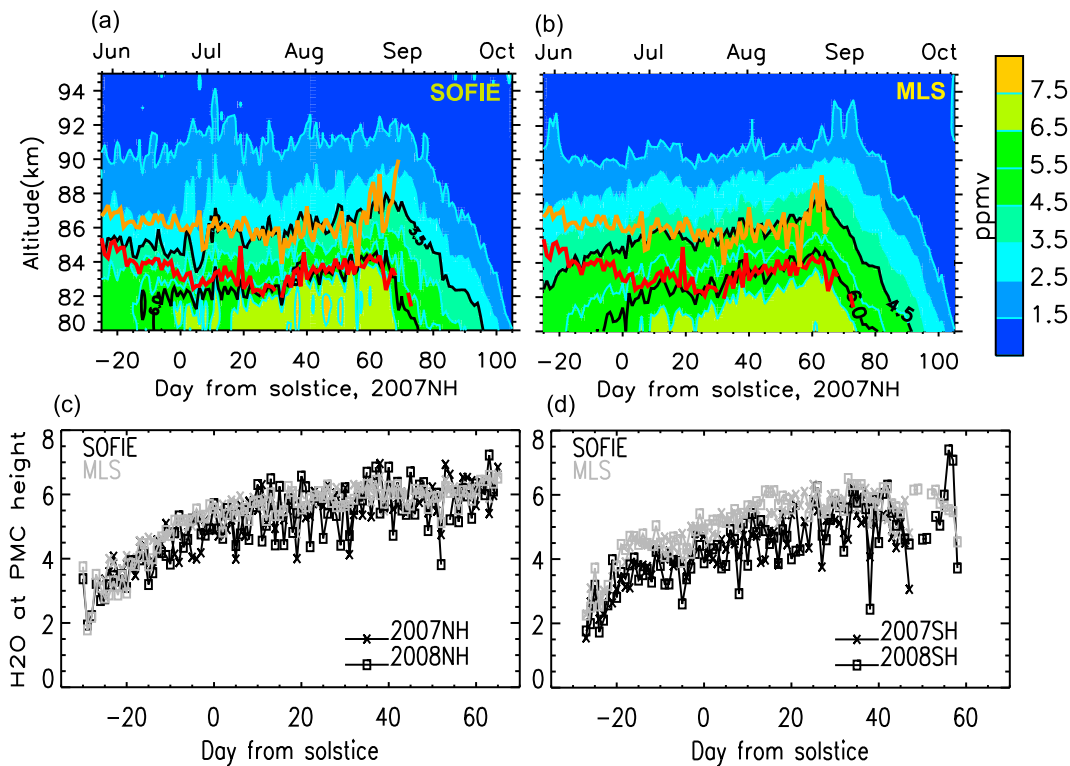 (a)
Jun Jul Aug Sep Oct
SOFIE
Altitude(km)
94
92
90
88
86
84
82
80
3.5
-20 0 20 40 60 80 100
Day from solstice, 2007NH
(b)
Jun Jul Aug Sep Oct
MLS
6.0
4.5
0 20 40 60 80 100
Day from solstice, 2007NH
7.5
6.5
5.5
4.5
3.5
2.5
1.5
ppmv
(c)
H2O at PMC height
8
6
4
2
0
SOFIE
MLS
2007NH
2008NH
-20 0 20 40 60
Day from solstice
(d)
8
6
4
2
0
SOFIE
MLS
2007SH
2008SH
-20 0 20 40 60
Day from solstice